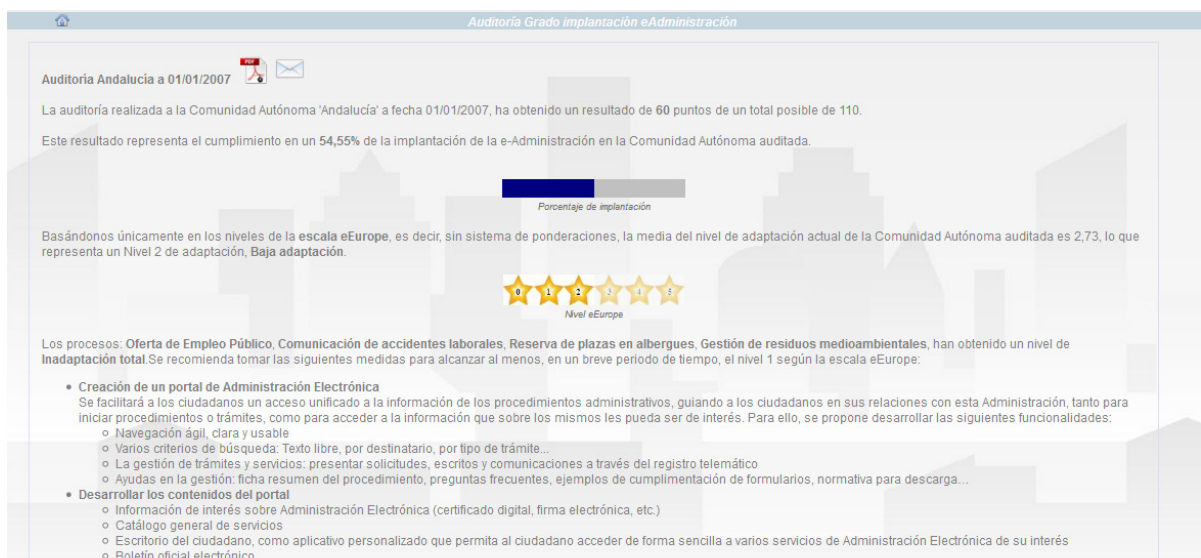 Auditoría Grado implantación eAdministración
Auditoria Andalucia a 01/01/2007
La auditoría realizada a la Comunidad Autónoma 'Andalucía' a fecha 01/01/2007, ha obtenido un resultado de 60 puntos de un total posible de 110.
Este resultado representa el cumplimiento en un 54,55% de la implantación de la e-Administración en la Comunidad Autónoma auditada.
Porcentaje de implantación
Basándonos únicamente en los niveles de la escala eEurope, es decir, sin sistema de ponderaciones, la media del nivel de adaptación actual de la Comunidad Autónoma auditada es 2,73, lo que
representa un Nivel 2 de adaptación, Baja adaptación.
0 1 2 3 4 5
Nivel eEurope
Los procesos: Oferta de Empleo Público, Comunicación de accidentes laborales, Reserva de plazas en albergues, Gestión de residuos medioambientales, han obtenido un nivel de
Inadaptación total.Se recomienda tomar las siguientes medidas para alcanzar al menos, en un breve periodo de tiempo, el nivel 1 según la escala eEurope:
Creación de un portal de Administración Electrónica
Se facilitará a los ciudadanos un acceso unificado a la información de los procedimientos administrativos, guiando a los ciudadanos en sus relaciones con esta Administración, tanto para
iniciar procedimientos o trámites, como para acceder a la información que sobre los mismos les pueda ser de interés. Para ello, se propone desarrollar las siguientes funcionalidades:
Navegación ágil, clara y usable
Varios criterios de búsqueda: Texto libre, por destinatario, por tipo de trámite...
La gestión de trámites y servicios: presentar solicitudes, escritos y comunicaciones a través del registro telemático
Ayudas en la gestión: ficha resumen del procedimiento, preguntas frecuentes, ejemplos de cumplimentación de formularios, normativa para descarga...
Desarrollar los contenidos del portal
Información de interés sobre Administración Electrónica (certificado digital, firma electrónica, etc.)
Catálogo general de servicios
Escritorio del ciudadano, como aplicativo personalizado que permita al ciudadano acceder de forma sencilla a varios servicios de Administración Electrónica de su interés
Boletín oficial electrónico